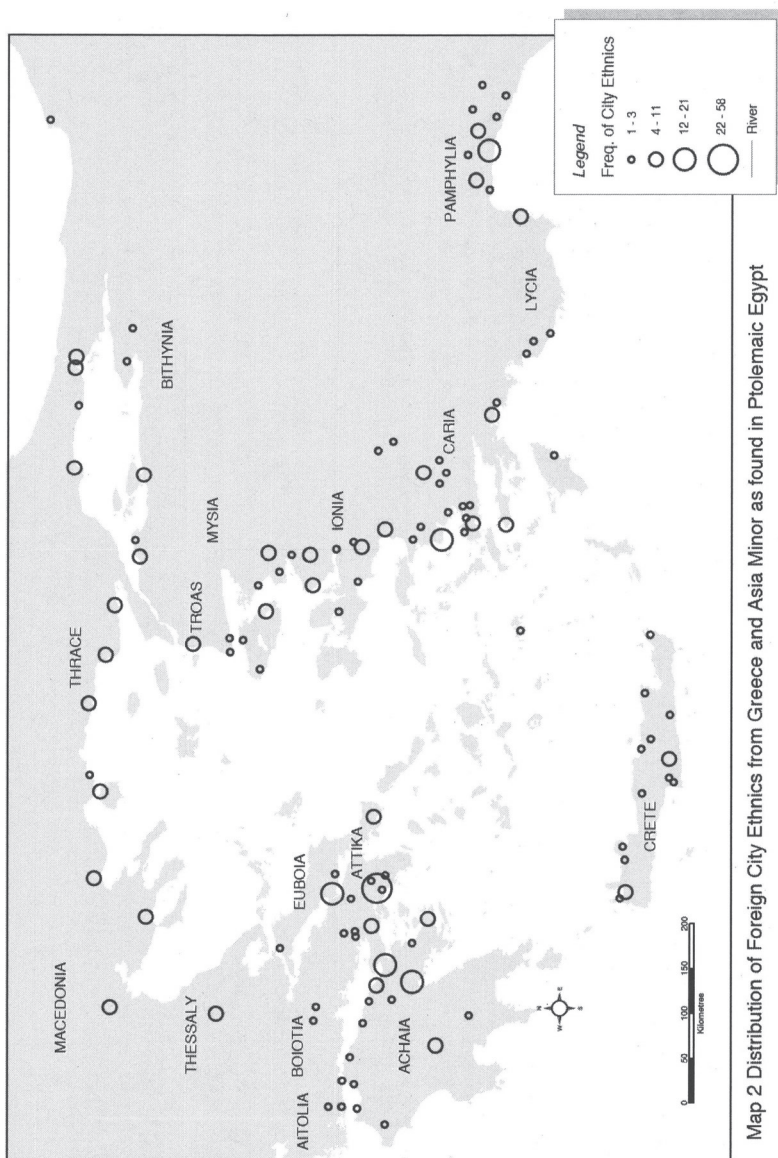 MACEDONIA
THRACE
BITHYNIA
THESSALY
TROAS
MYSIA
AITOLIA
BOIOTIA
EUBOIA
ATTIKA
IONIA
ACHAIA
CARIA
LYCIA
PAMPHYLIA
CRETE
N
W
E
S
0 50 100 150 200
Kilometres
Legend
Freq. of City Ethnics
1 - 3
4 - 11
12 - 21
22 - 58
River
Map 2 Distribution of Foreign City Ethnics from Greece and Asia Minor as found in Ptolemaic Egypt